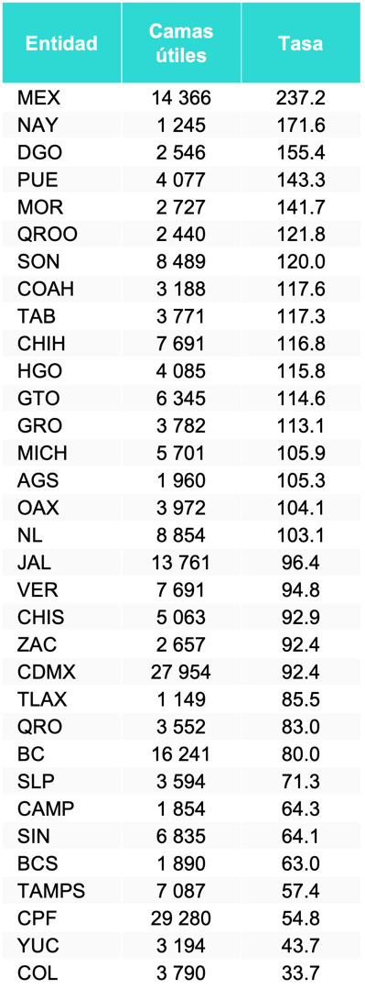 Entidad Camas útiles Tasa
MEX 14 366 237.2
NAY 1 245 171.6
DGO 2 546 155.4
PUE 4 077 143.3
MOR 2 727 141.7
QROO 2 440 121.8
SON 8 489 120.0
COAH 3 188 117.6
TAB 3 771 117.3
CHIH 7 691 116.8
HGO 4 085 115.8
GTO 6 345 114.6
GRO 3 782 113.1
MICH 5 701 105.9
AGS 1 960 105.3
OAX 3 972 104.1
NL 8 854 103.1
JAL 13 761 96.4
VER 7 691 94.8
CHIS 5 063 92.9
ZAC 2 657 92.4
CDMX 27 954 92.4
TLAX 1 149 85.5
QRO 3 552 83.0
BC 16 241 80.0
SLP 3 594 71.3
CAMP 1 854 64.3
SIN 6 835 64.1
BCS 1 890 63.0
TAMPS 7 087 57.4
CPF 29 280 54.8
YUC 3 194 43.7
COL 3 790 33.7